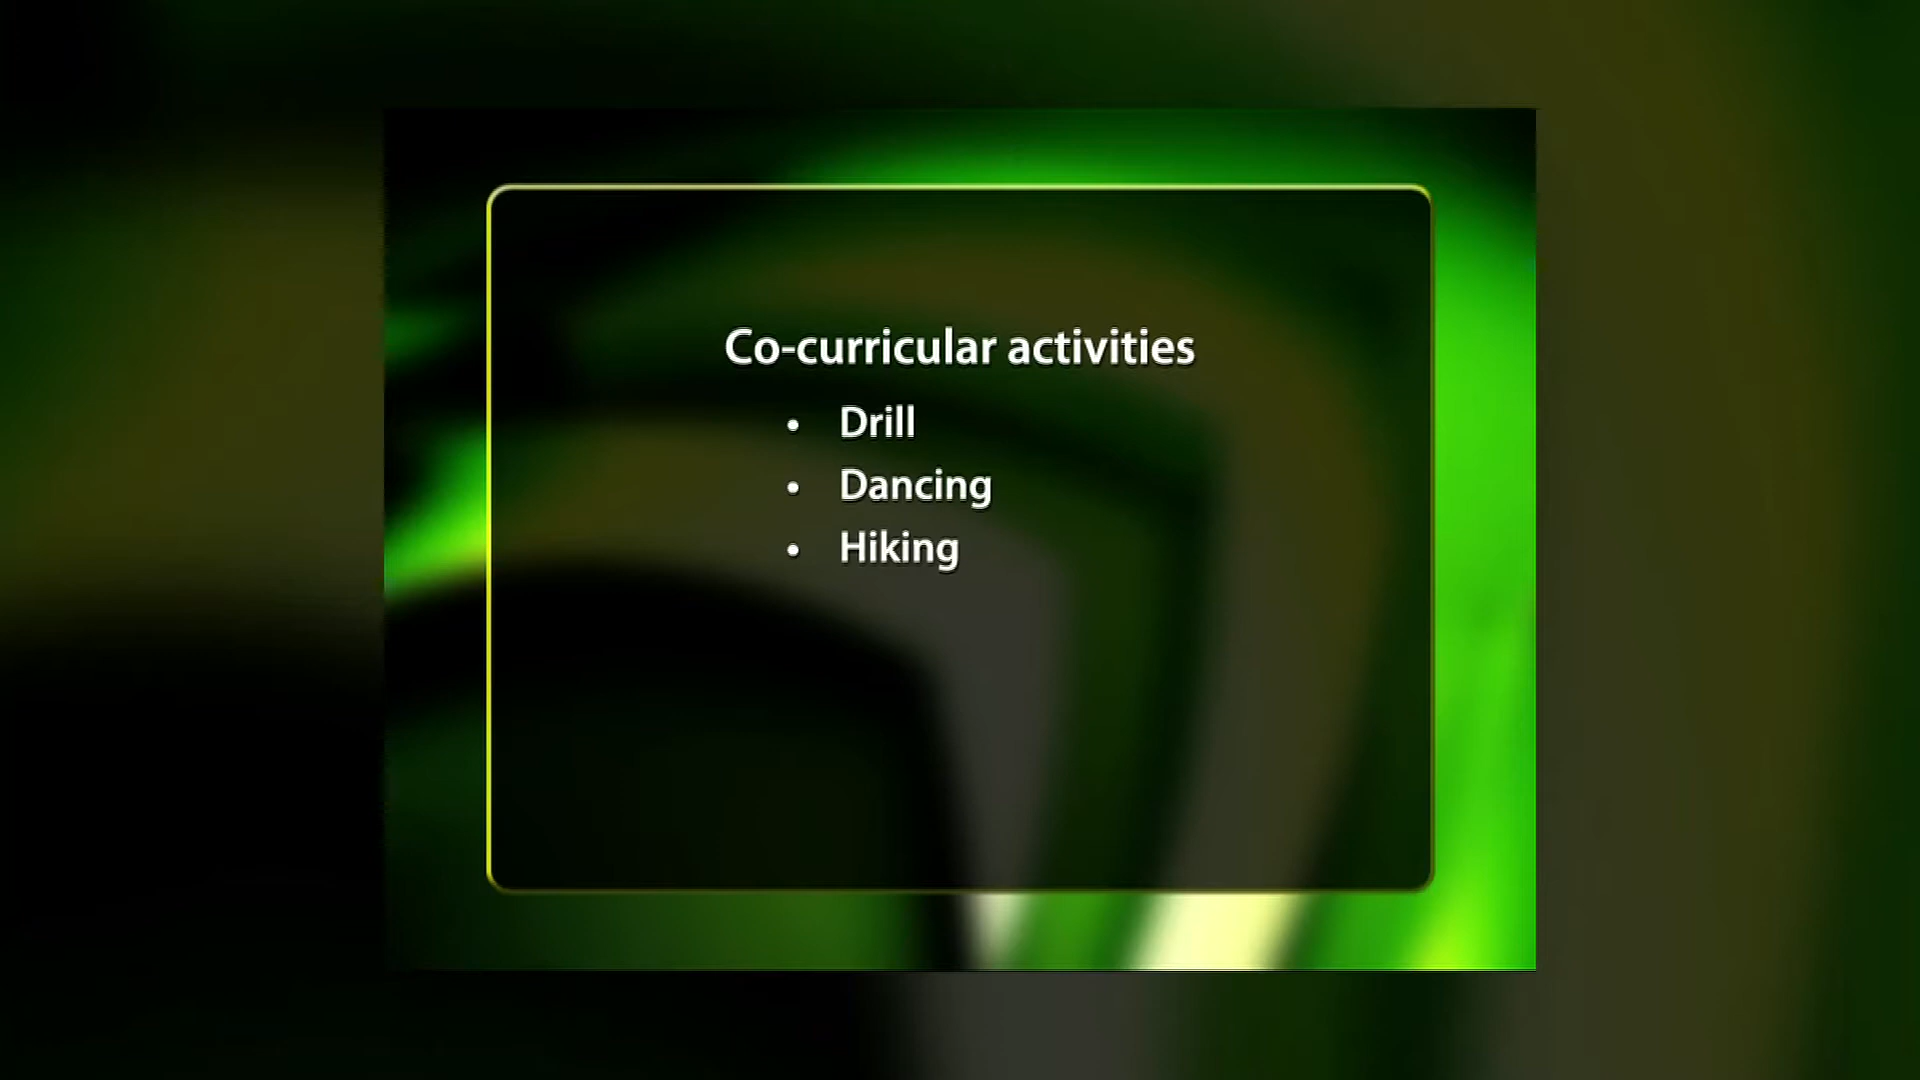 Co-curricular activities
• Drill
• Dancing
• Hiking